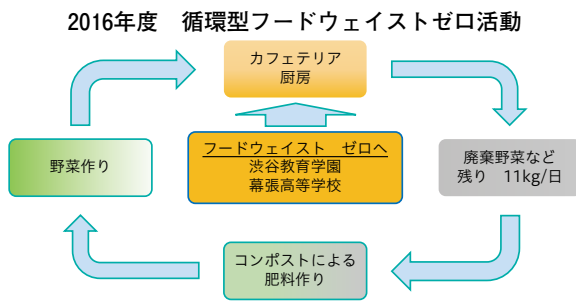 2016年度　循環型フードウェイストゼロ活動
カフェテリア
厨房
フードウェイスト　ゼロへ
渋谷教育学園
幕張高等学校
野菜作り
廃棄野菜など
残り　11kg/日
コンポストによる
肥料作り